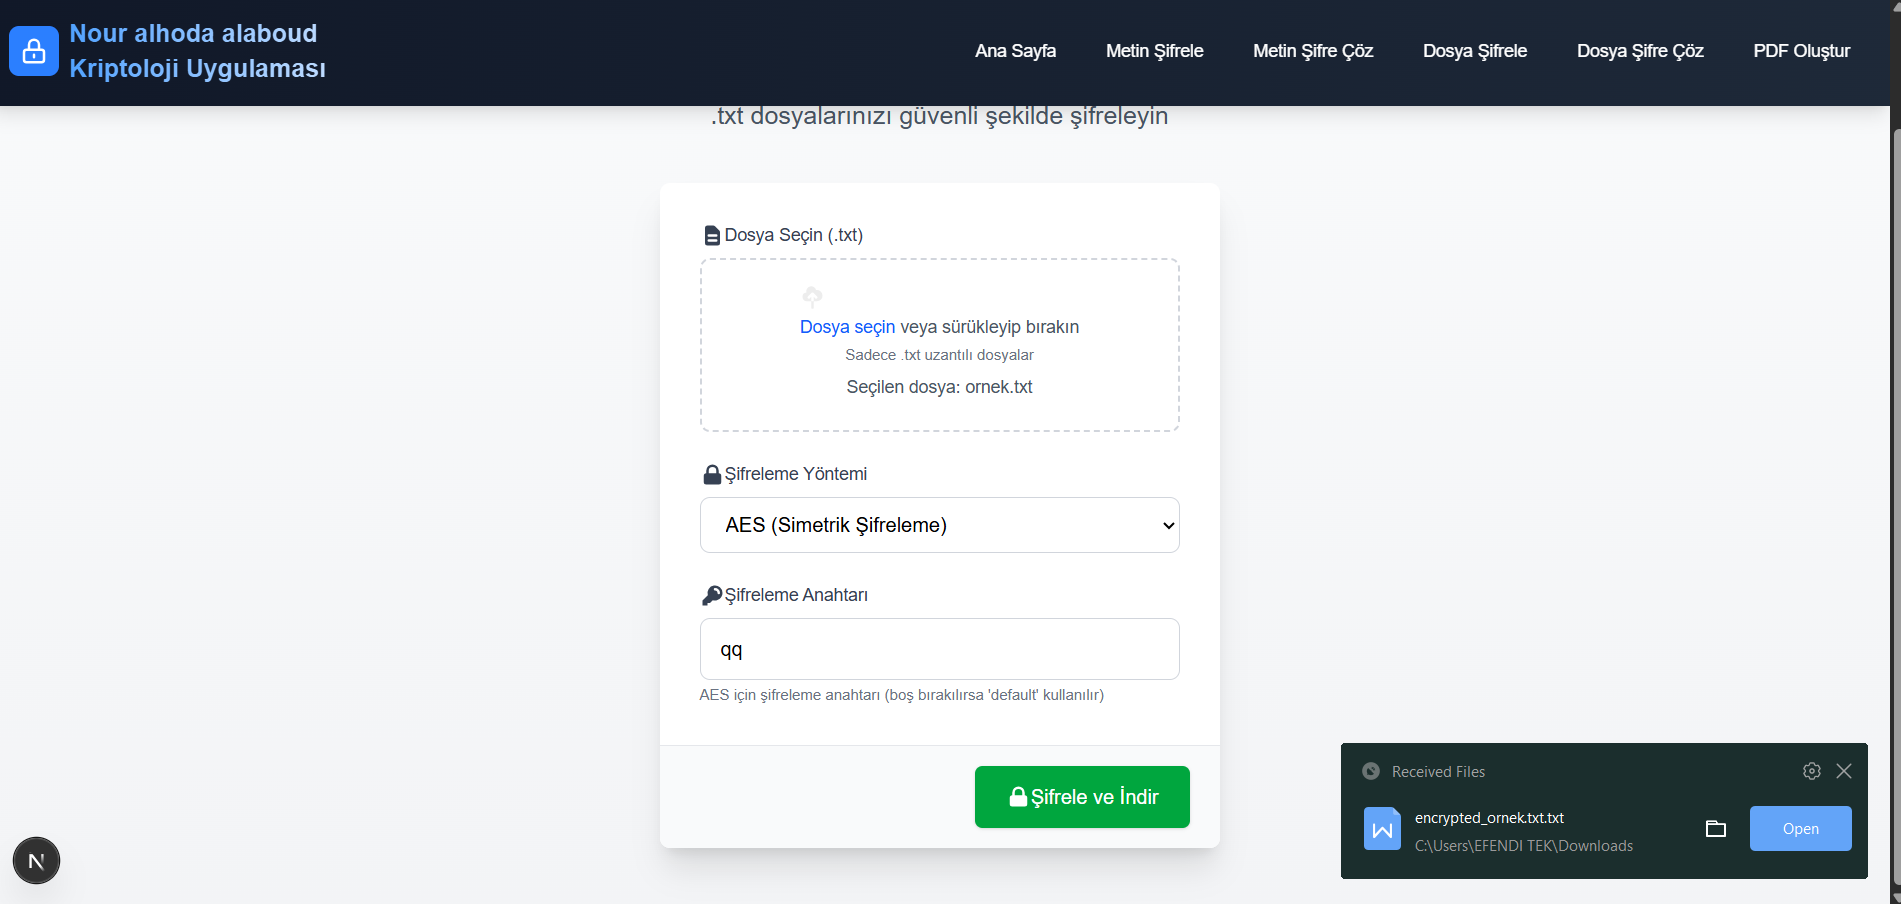 Nour alhoda alaboud
Kriptoloji Uygulaması
Ana Sayfa
Metin Şifrele
Metin Şifre Çöz
Dosya Şifrele
Dosya Şifre Çöz
PDF Oluştur
.txt dosyalarınızı güvenli şekilde şifreleyin
Dosya Seçin (.txt)
Dosya seçin veya sürükleyip bırakın
Sadece .txt uzantılı dosyalar
Seçilen dosya: ornek.txt
Şifreleme Yöntemi
AES (Simetrik Şifreleme)
Şifreleme Anahtarı
qq
AES için şifreleme anahtarı (boş bırakılırsa 'default' kullanılır)
Şifrele ve İndir
Received Files
encrypted_ornek.txt.txt
C:\Users\EFENDI TEK\Downloads
Open
N